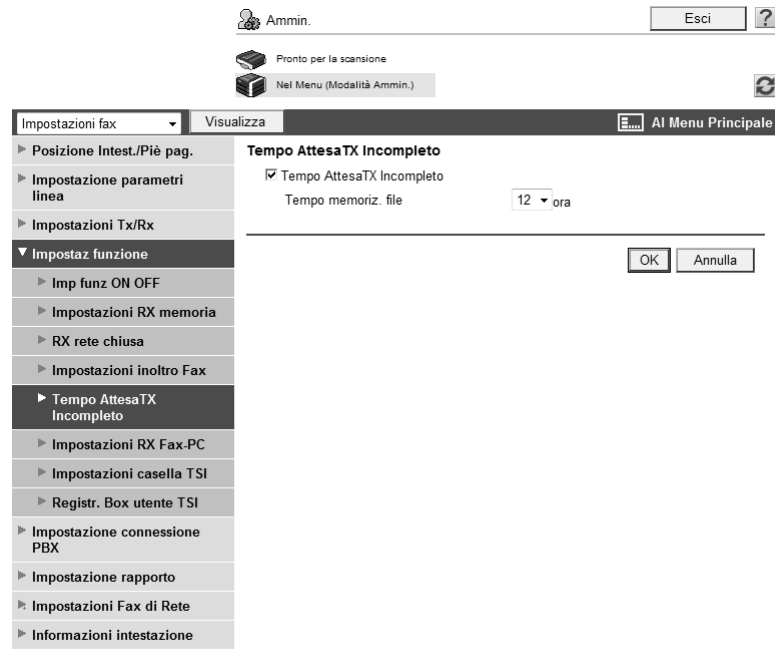 Ammin.
Esci
?
Pronto per la scansione
Nel Menu (Modalità Ammin.)
Impostazioni fax
Visualizza
Al Menu Principale
Posizione Intest./Piè pag.
Impostazione parametri
linea
Impostazioni Tx/Rx
Impostaz funzione
Imp funz ON OFF
Impostazioni RX memoria
RX rete chiusa
Impostazioni inoltro Fax
Tempo AttesaTX
Incompleto
Impostazioni RX Fax-PC
Impostazioni casella TSI
Registr. Box utente TSI
Impostazione connessione
PBX
Impostazione rapporto
Impostazioni Fax di Rete
Informazioni intestazione
Tempo AttesaTX Incompleto
Tempo AttesaTX Incompleto
Tempo memoriz. file 12 ora
OK Annulla